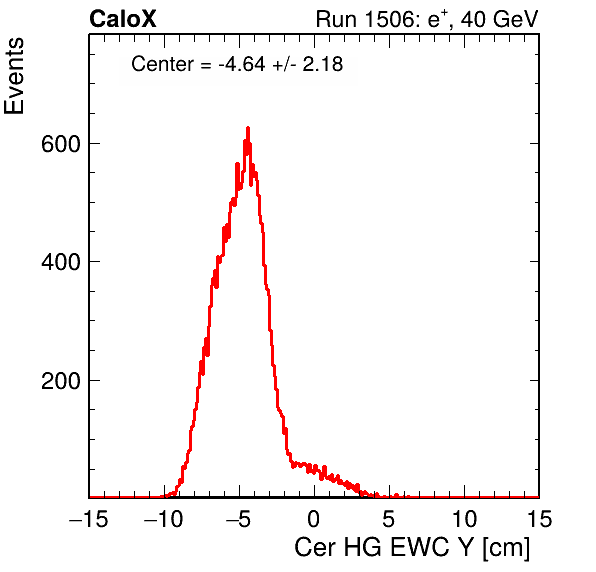 CaloX Run 1506: e⁺, 40 GeV
Center = -4.64 +/- 2.18
Events
600
400
200
−15 −10 −5 0 5 10 15
Cer HG EWC Y [cm]